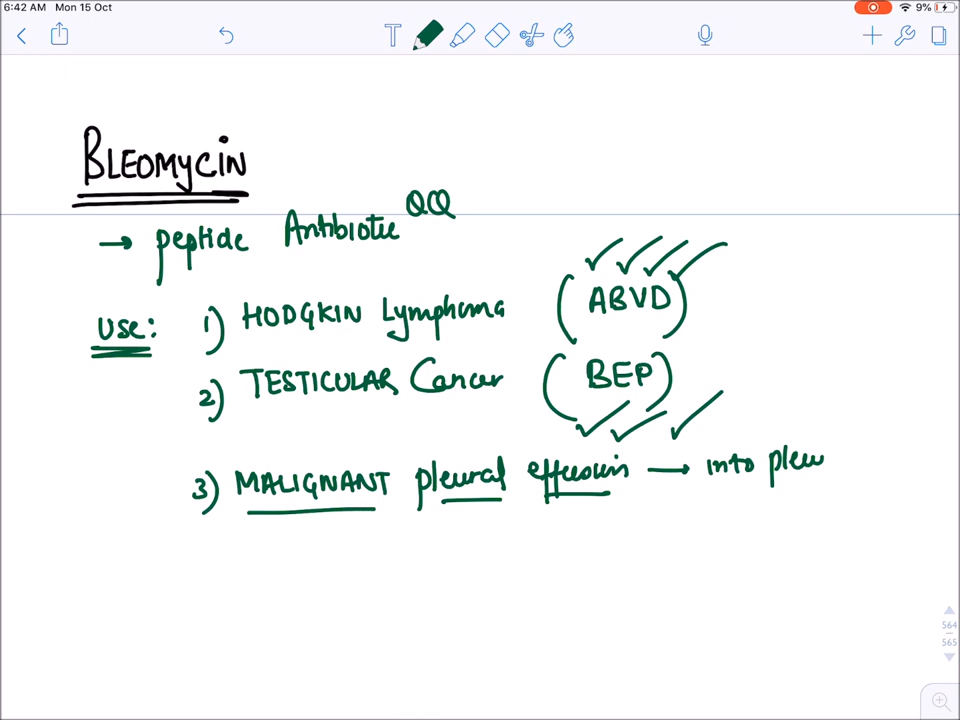 6:42 AM Mon 15 Oct 9%
T
BLEOMYCIN
→ peptide Antibiotic QQ
Use: 1) HODGKIN Lymphoma (ABVD)
2) TESTICULAR Cancer (BEP)
3) MALIGNANT pleural effusion → into pleu
564
565